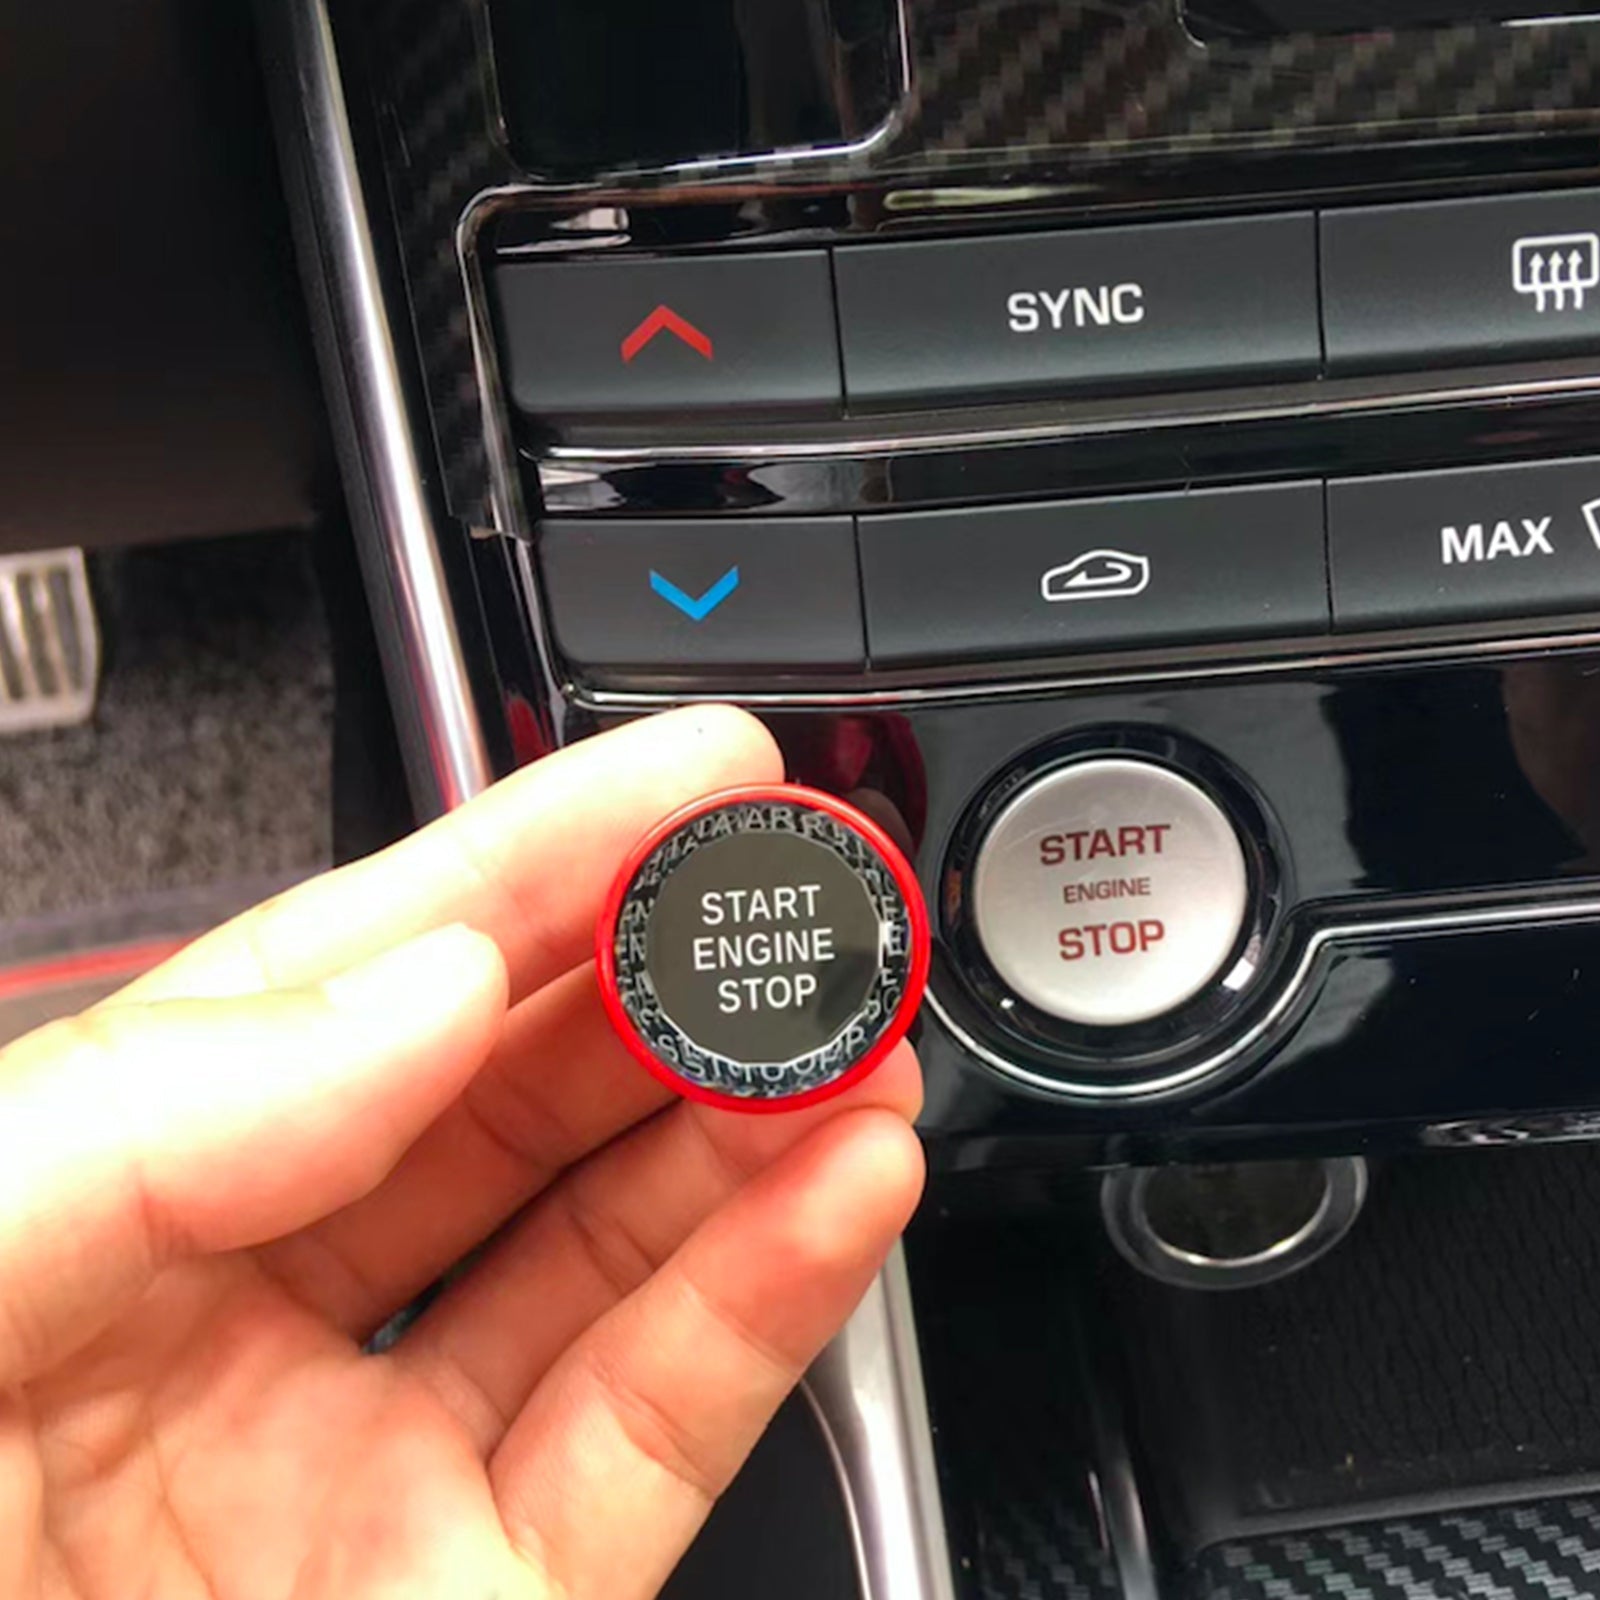 SYNC
MAX
START
ENGINE
STOP
START
ENGINE
STOP